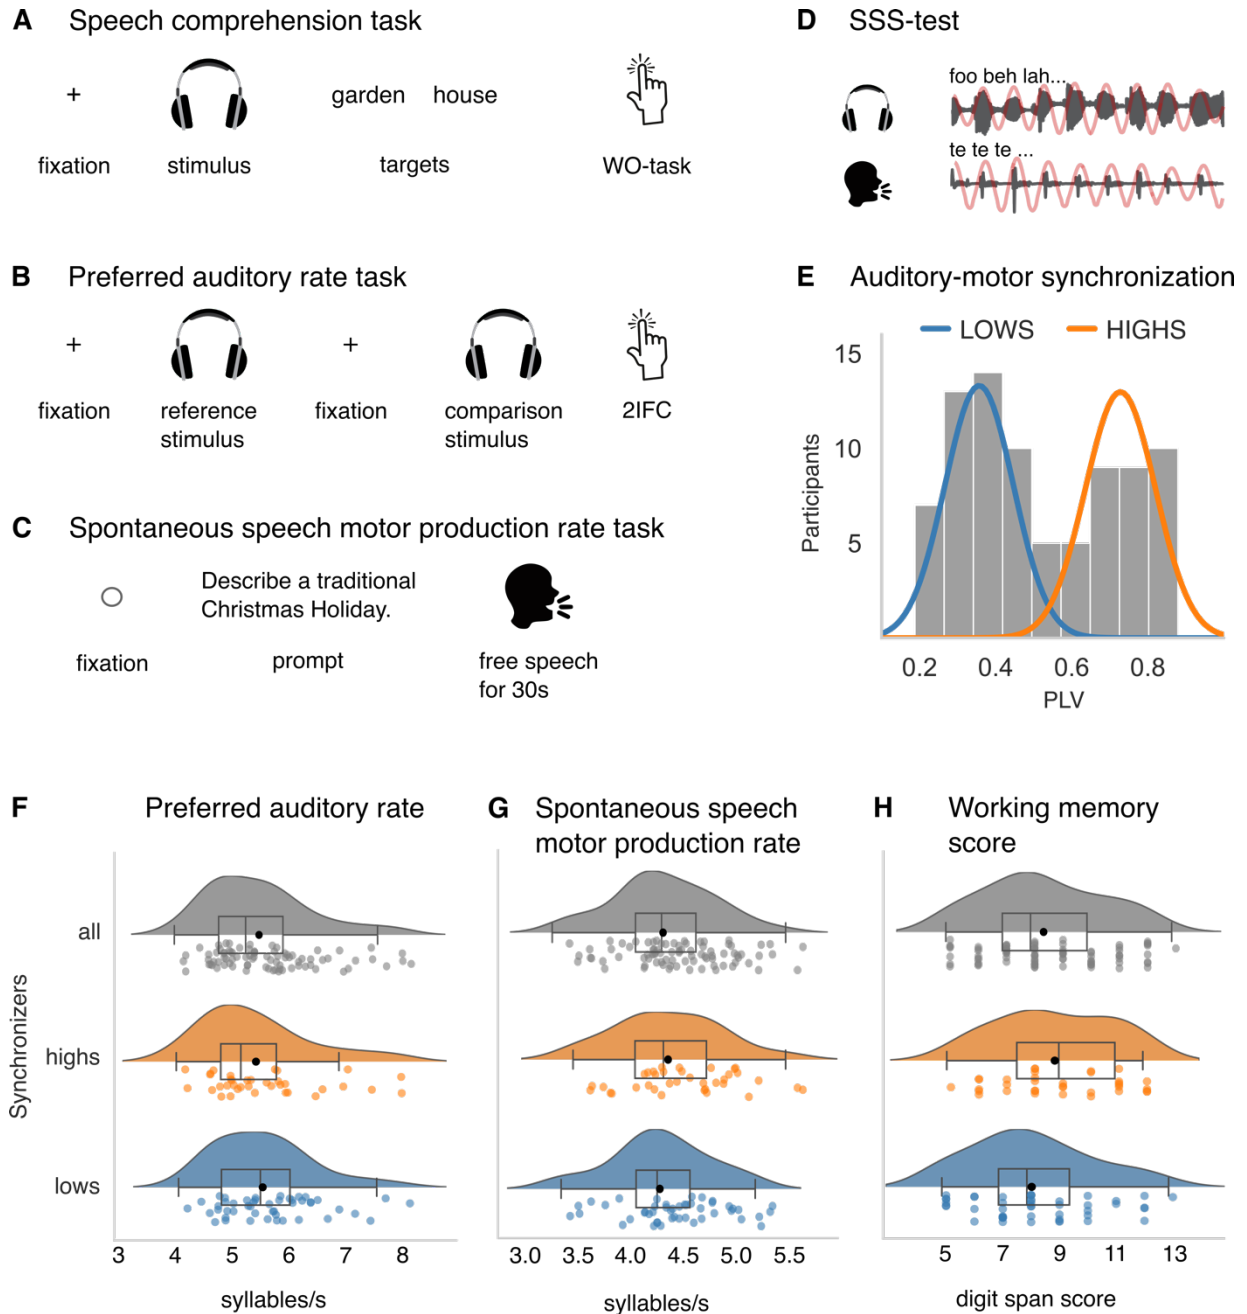 A Speech comprehension task
+
garden house
fixation
stimulus
targets
WO-task
B Preferred auditory rate task
+
+
fixation
reference
stimulus
fixation
comparison
stimulus
2IFC
C Spontaneous speech motor production rate task
Describe a traditional
Christmas Holiday.
fixation
prompt
free speech
for 30s
D SSS-test
foo beh lah...
te te te ...
E Auditory-motor synchronization
LOWS HIGHS
15
10
5
Participants
0.2 0.4 0.6 0.8
PLV
F Preferred auditory rate
Synchronizers
all
highs
lows
3 4 5 6 7 8
syllables/s
G Spontaneous speech
motor production rate
3.0 3.5 4.0 4.5 5.0 5.5
syllables/s
H Working memory
score
5 7 9 11 13
digit span score